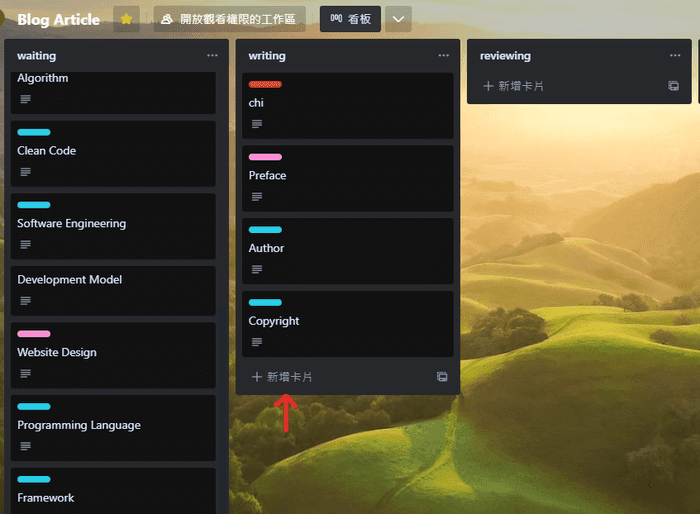 Blog Article
開放觀看權限的工作區
看板
waiting
Algorithm
Clean Code
Software Engineering
Development Model
Website Design
Programming Language
Framework
writing
chi
Preface
Author
Copyright
新增卡片
reviewing
新增卡片